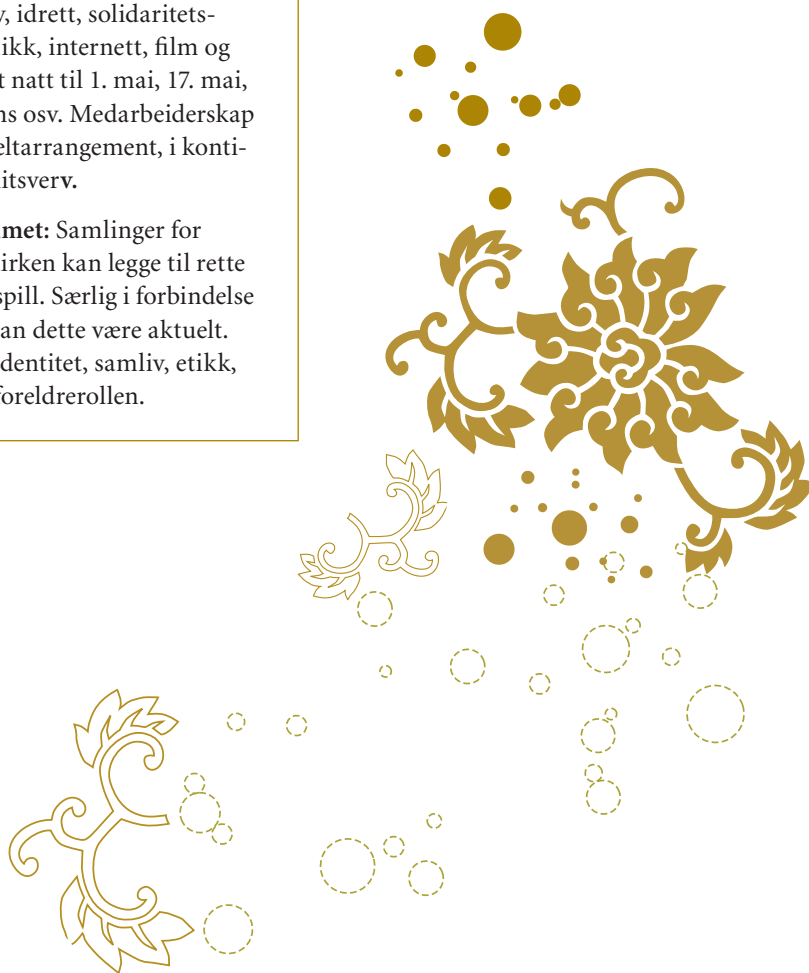 v, idrett, solidaritets-
ikk, internett, film og
t natt til 1. mai, 17. mai,
ns osv. Medarbeiderskap
eltarrangement, i konti-
itsverv.
met: Samlinger for
irken kan legge til rette
spill. Særlig i forbindelse
an dette være aktuelt.
dentitet, samliv, etikk,
foreldrerollen.